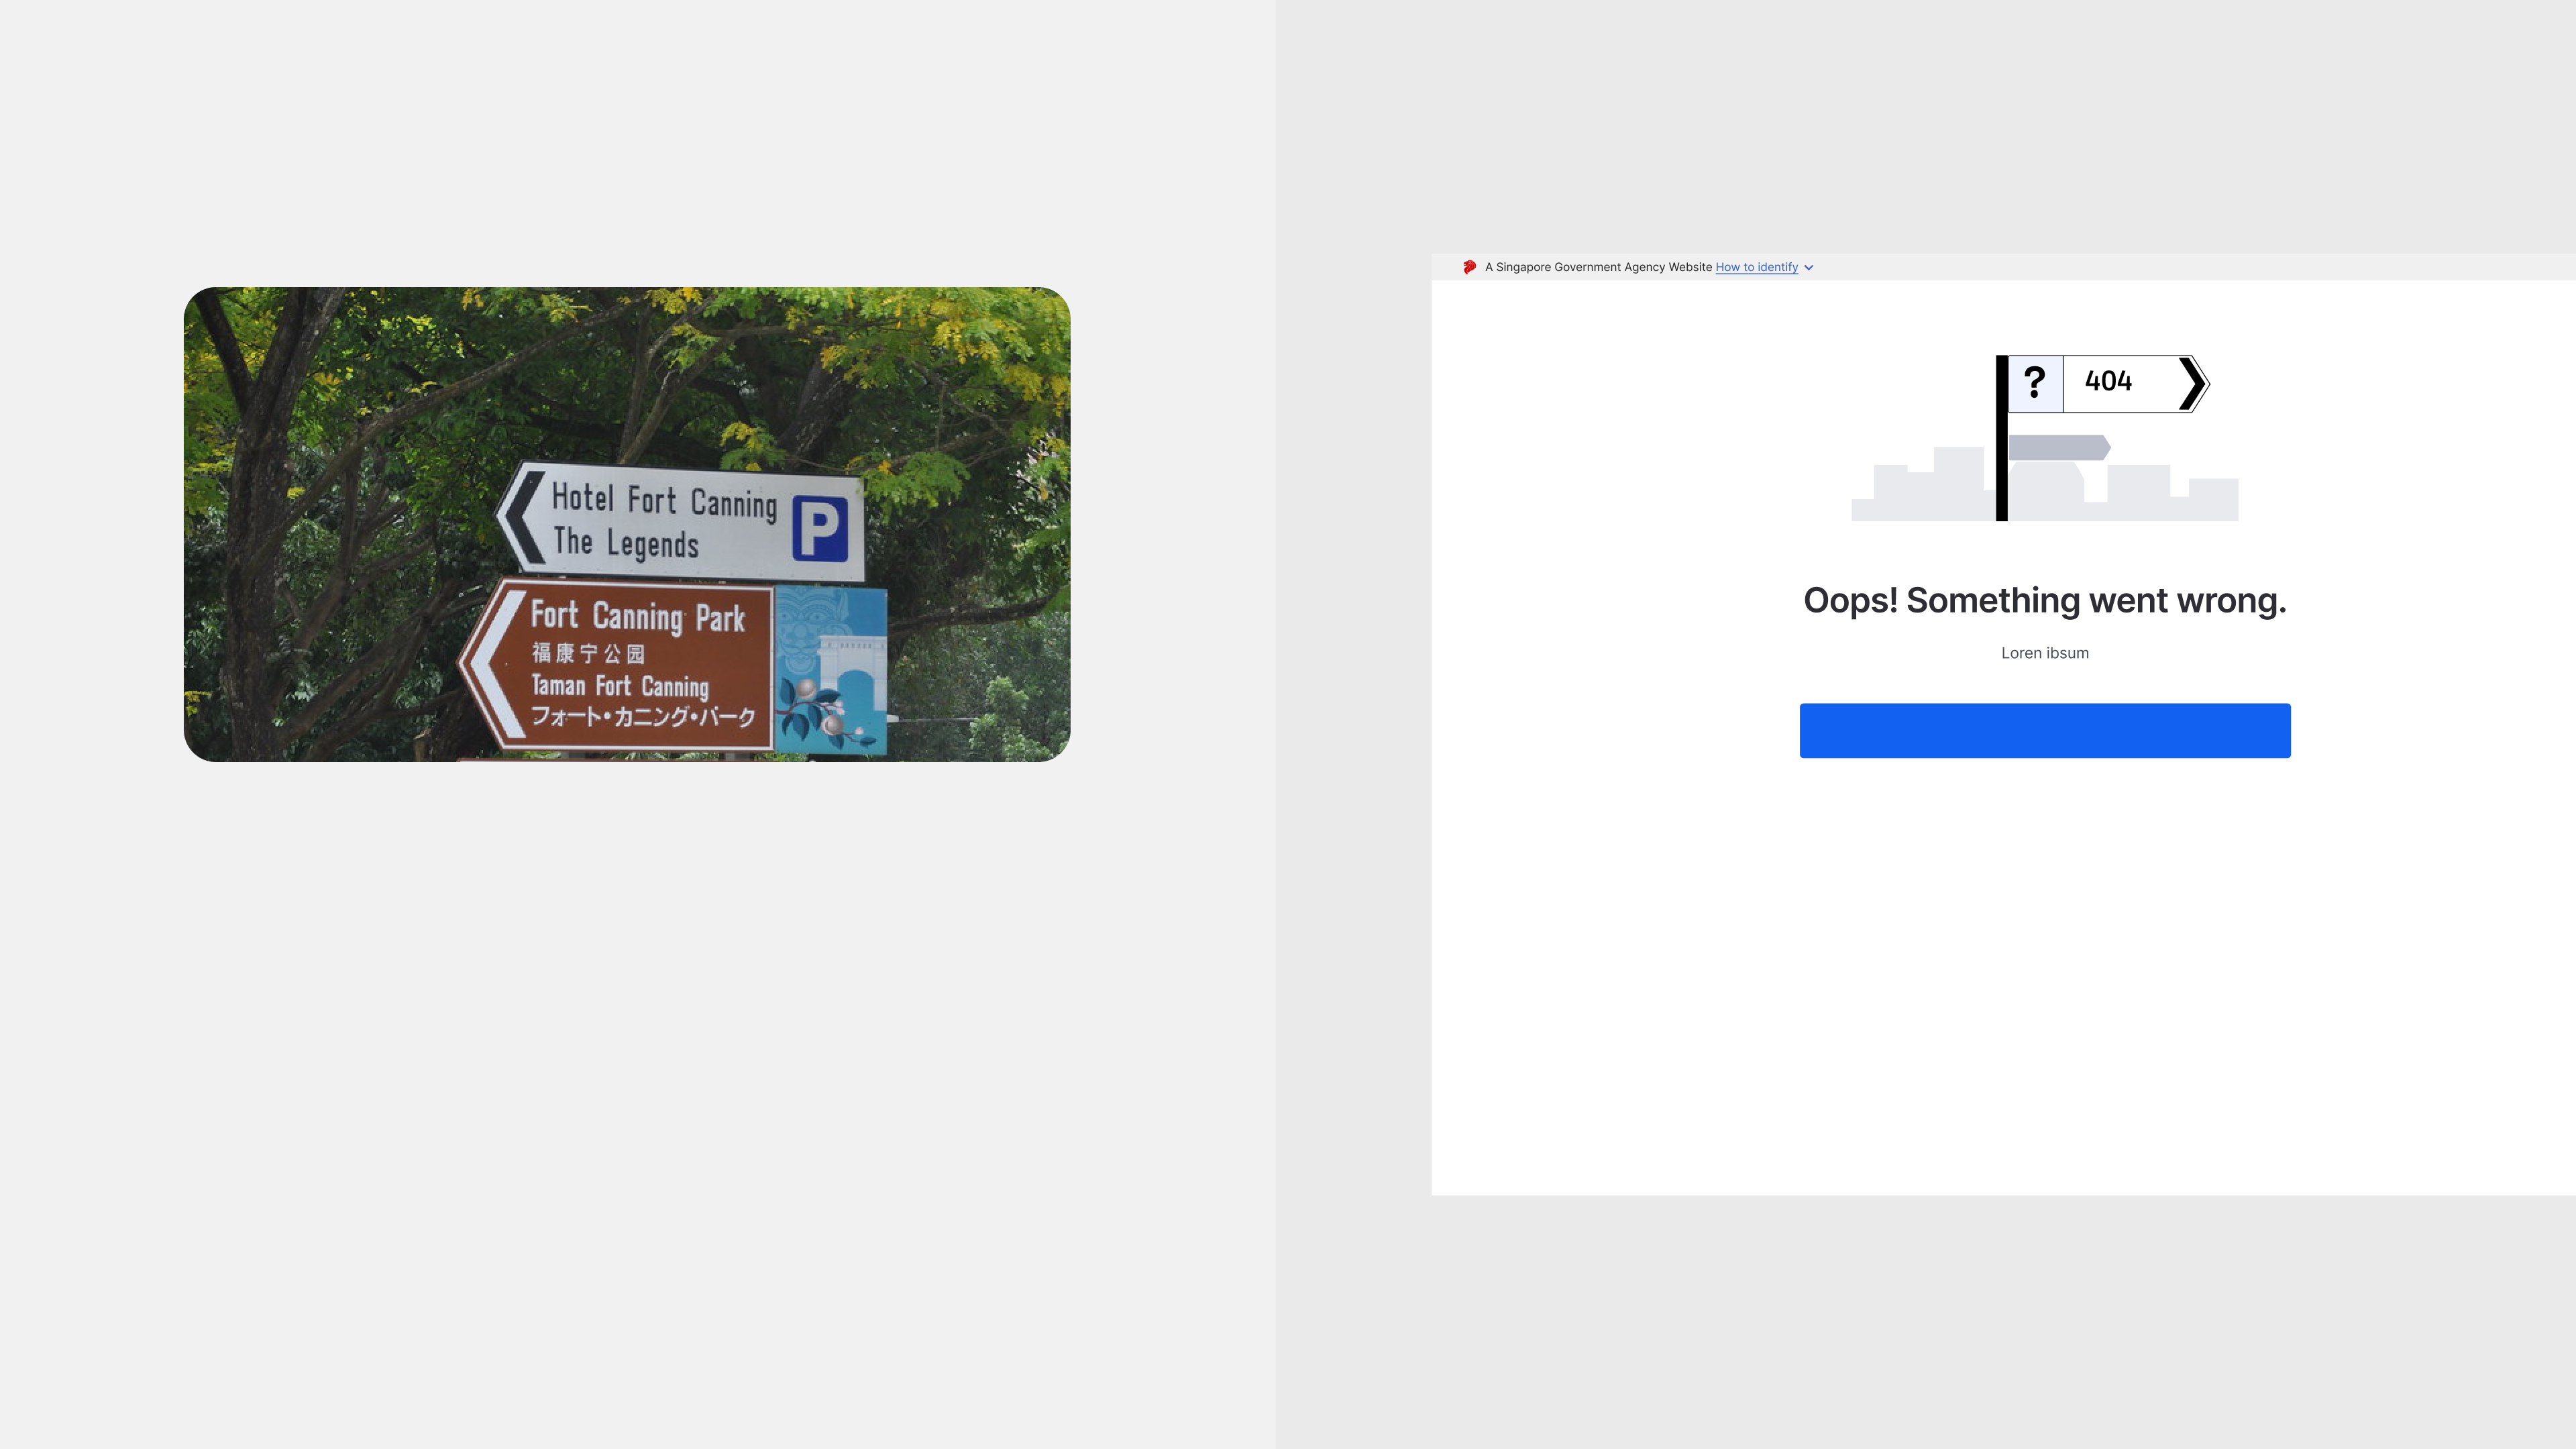 Hotel Fort Canning
The Legends
P
Fort Canning Park
福康宁公园
Taman Fort Canning
フォート・カニング・パーク
A Singapore Government Agency Website How to identify
? 404
Oops! Something went wrong.
Loren ibsum